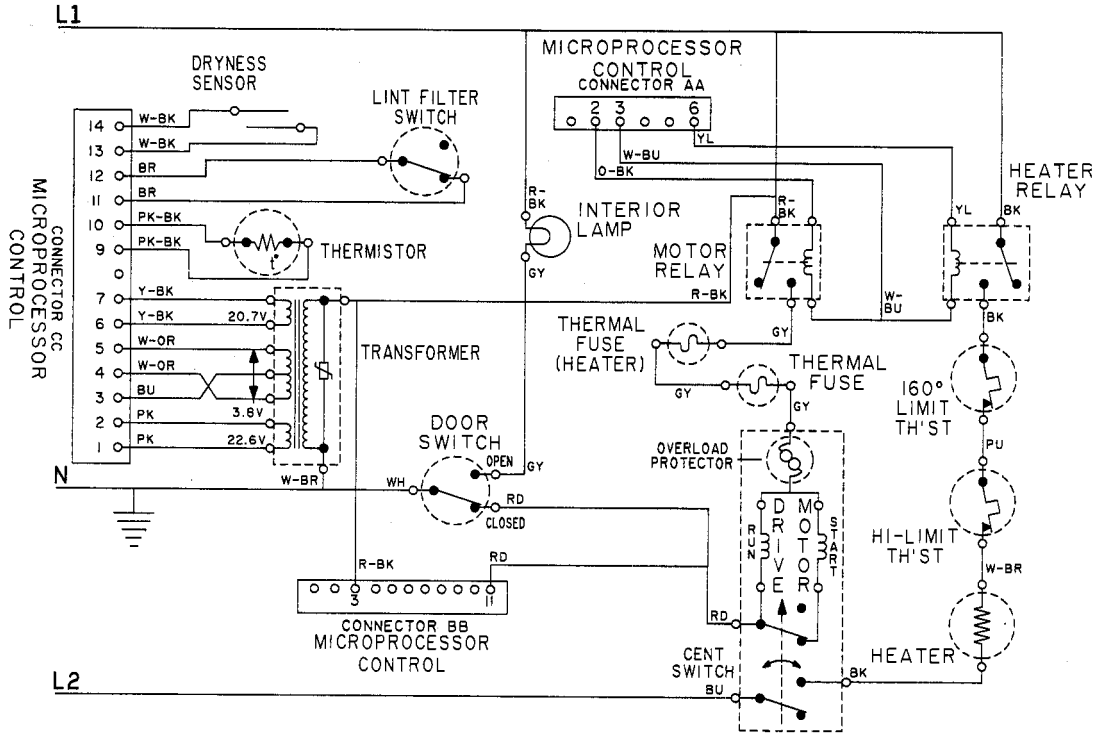 L1
DRYNESS
SENSOR
LINT FILTER
SWITCH
MICROPROCESSOR
CONTROL
CONNECTOR AA
2 3 6
YL
W-BU
O-BK
HEATER
RELAY
CONNECTOR CC
MICROPROCESSOR
CONTROL
14 W-BK
13 W-BK
12 BR
11 BR
10 PK-BK
9 PK-BK
7 Y-BK
6 Y-BK 20.7V
5 W-OR
4 W-OR
3 BU 3.8V
2 PK
1 PK 22.6V
t°
THERMISTOR
TRANSFORMER
R-
BK
INTERIOR
LAMP
GY
R-
BK
MOTOR
RELAY
R-BK
YL
BK
W-
BU
BK
THERMAL
FUSE
(HEATER)
GY
THERMAL
FUSE
GY
GY
160°
LIMIT
TH'ST
PU
DOOR
SWITCH
OPEN
GY
WH
RD
CLOSED
W-BR
N
OVERLOAD
PROTECTOR
DRIVE
MOTOR
RUN
START
HI-LIMIT
TH'ST
W-BR
R-BK
RD
3 11
CONNECTOR BB
MICROPROCESSOR
CONTROL
RD
CENT
SWITCH
HEATER
BK
L2
BU